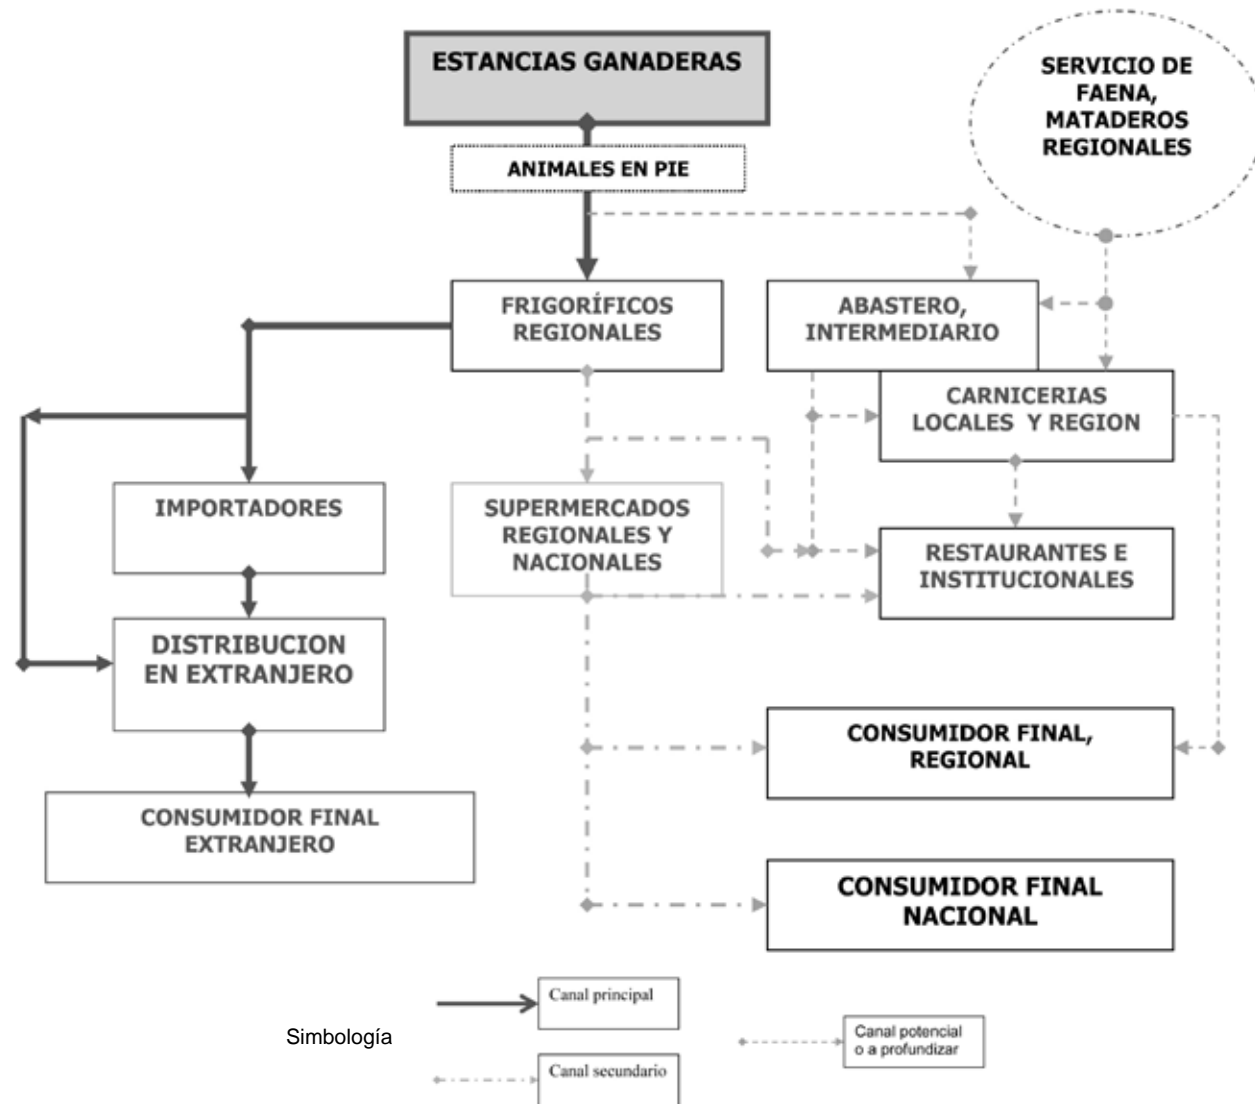 ESTANCIAS GANADERAS
SERVICIO DE
FAENA,
MATADEROS
REGIONALES
ANIMALES EN PIE
FRIGORÍFICOS
REGIONALES
ABASTERO,
INTERMEDIARIO
CARNICERIAS
LOCALES Y REGION
IMPORTADORES
SUPERMERCADOS
REGIONALES Y
NACIONALES
RESTAURANTES E
INSTITUCIONALES
DISTRIBUCION
EN EXTRANJERO
CONSUMIDOR FINAL,
REGIONAL
CONSUMIDOR FINAL
EXTRANJERO
CONSUMIDOR FINAL
NACIONAL
Simbología
Canal principal
Canal potencial
o a profundizar
Canal secundario